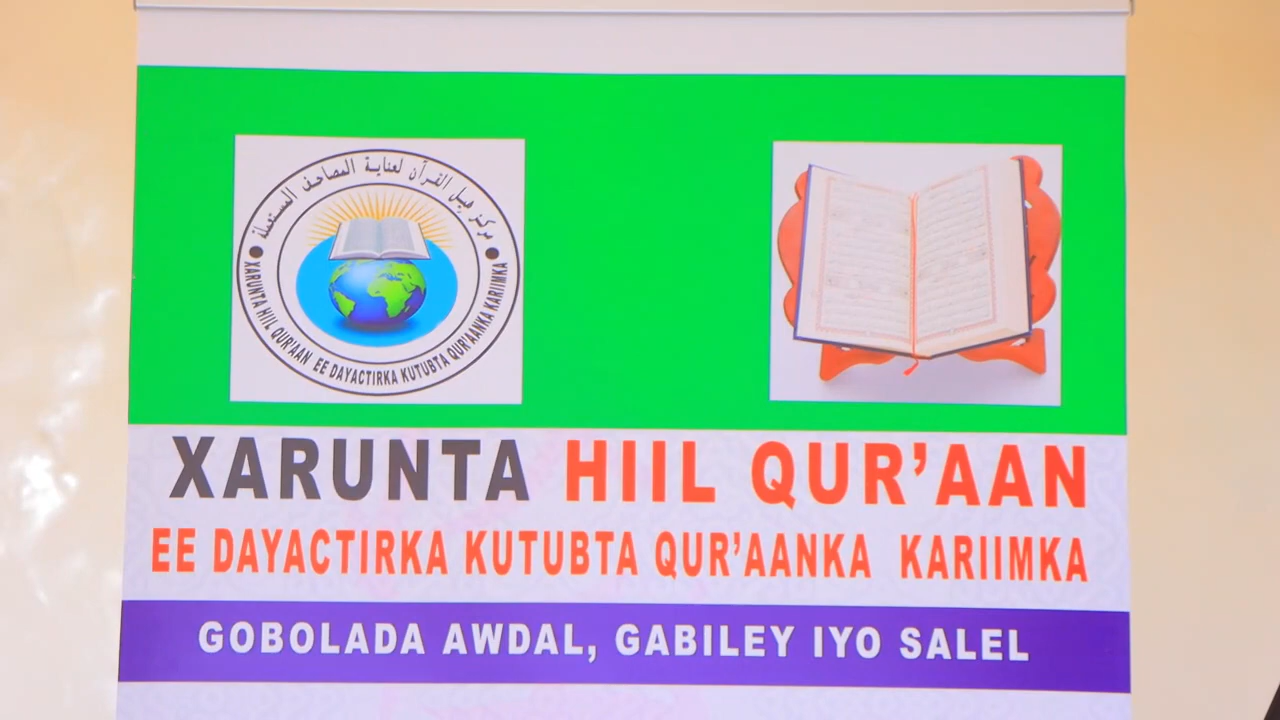 مركز هيل القرآن لعناية المصاحف المستعملة
XARUNTA HIIL QUR'AAN EE DAYACTIRKA KUTUBTA QUR'AANKA KARIIMKA
XARUNTA HIIL QUR'AAN
EE DAYACTIRKA KUTUBTA QUR'AANKA KARIIMKA
GOBOLADA AWDAL, GABILEY IYO SALEL